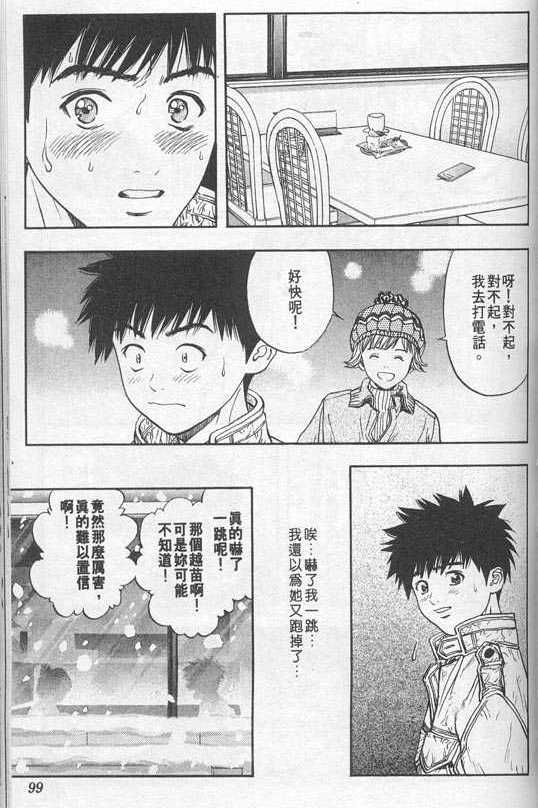 呀！對不起，
對不起，
我去打電話。
好快呢！
唉…嚇了我一跳…
我還以為她又跑掉了…
真的嚇了
一跳呢！
那個越苗啊！
可是妳可能
不知道！
竟然那麼厲害，
真的難以置信
啊！
99